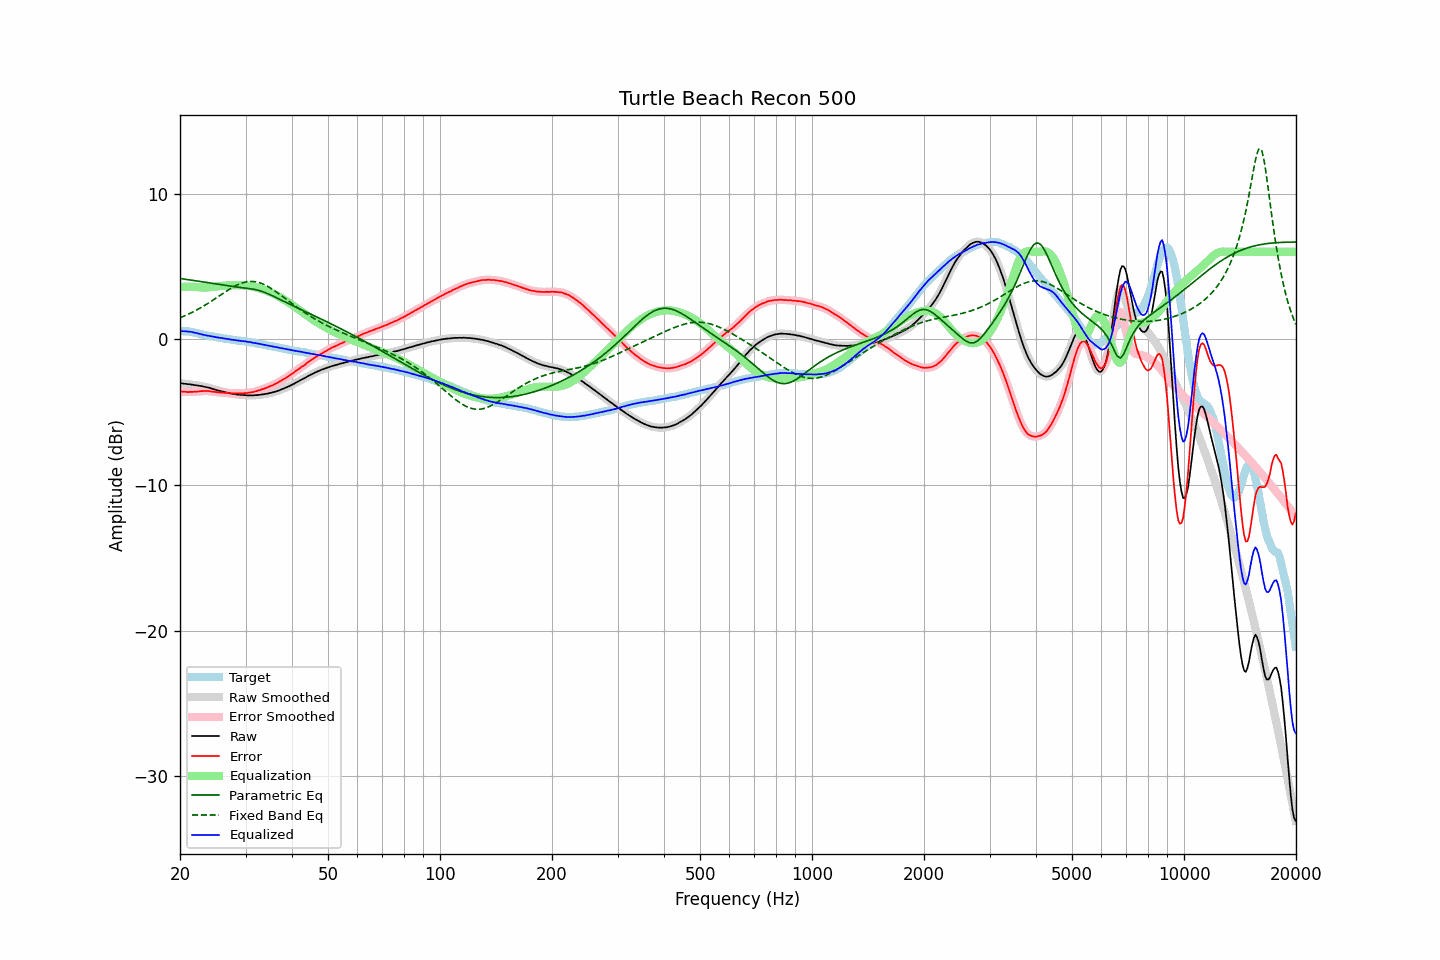 Turtle Beach Recon 500
Amplitude (dBr)
10
0
−10
−20
−30
Target
Raw Smoothed
Error Smoothed
Raw
Error
Equalization
Parametric Eq
Fixed Band Eq
Equalized
20 50 100 200 500 1000 2000 5000 10000 20000
Frequency (Hz)